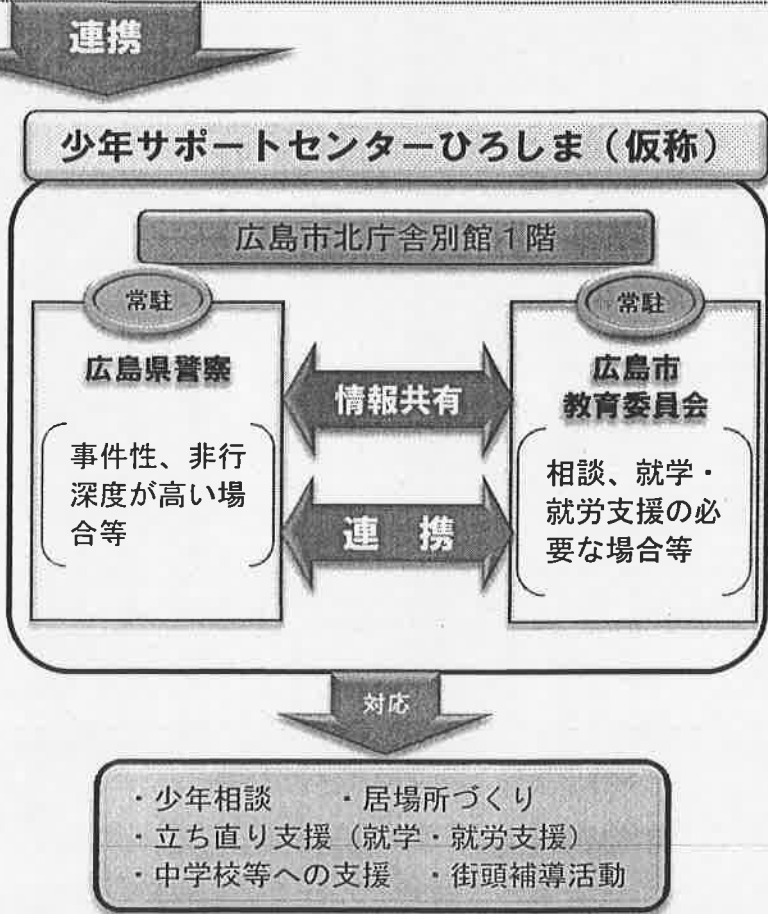 連携
少年サポートセンターひろしま（仮称）
広島市北庁舎別館１階
常駐
広島県警察
事件性、非行
深度が高い場
合等
情報共有
連　携
常駐
広島市
教育委員会
相談、就学・
就労支援の必
要な場合等
対応
・少年相談　　・居場所づくり
・立ち直り支援（就学・就労支援）
・中学校等への支援　・街頭補導活動